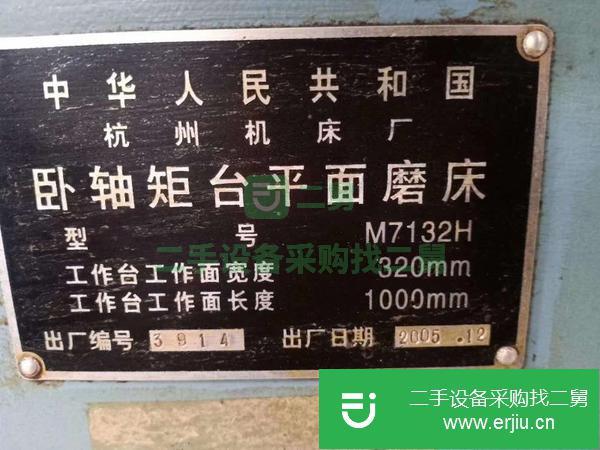 中华人民共和国
杭州机床厂
卧轴矩台平面磨床
型号 M7132H
工作台工作面宽度 320mm
工作台工作面长度 1000mm
出厂编号 3914 出厂日期 2005.12
二舅
二手设备采购找二舅
二手设备采购找二舅
www.erjiu.cn